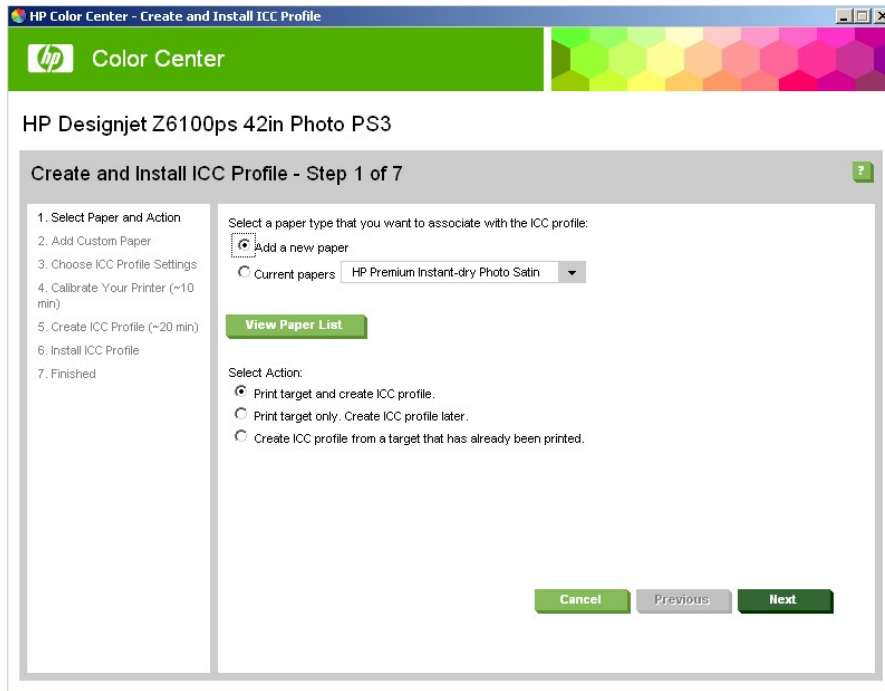 HP Color Center - Create and Install ICC Profile
hp Color Center
HP Designjet Z6100ps 42in Photo PS3
Create and Install ICC Profile - Step 1 of 7
?
1. Select Paper and Action
2. Add Custom Paper
3. Choose ICC Profile Settings
4. Calibrate Your Printer (~10
min)
5. Create ICC Profile (~20 min)
6. Install ICC Profile
7. Finished
Select a paper type that you want to associate with the ICC profile:
Add a new paper
Current papers HP Premium Instant-dry Photo Satin
View Paper List
Select Action:
Print target and create ICC profile.
Print target only. Create ICC profile later.
Create ICC profile from a target that has already been printed.
Cancel Previous Next